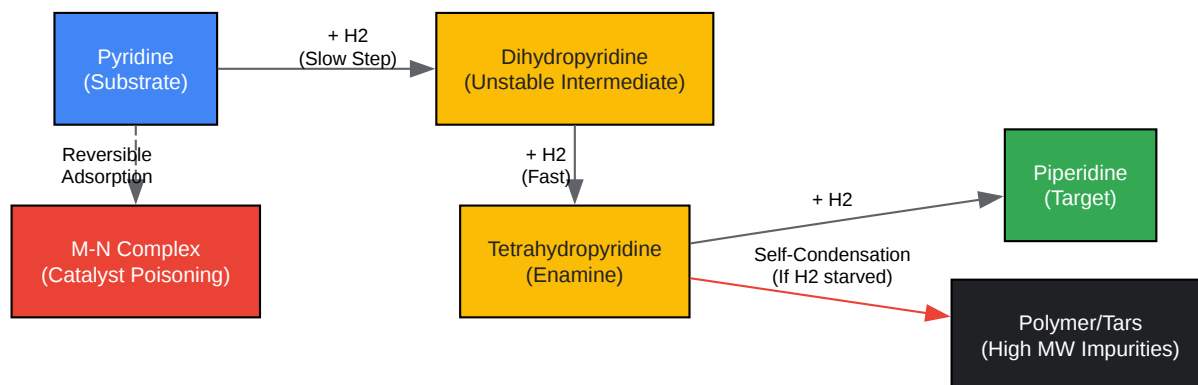 Pyridine
(Substrate)
+ H2
(Slow Step)
Dihydropyridine
(Unstable Intermediate)
Reversible
Adsorption
+ H2
(Fast)
M-N Complex
(Catalyst Poisoning)
Tetrahydropyridine
(Enamine)
+ H2
Piperidine
(Target)
Self-Condensation
(If H2 starved)
Polymer/Tars
(High MW Impurities)